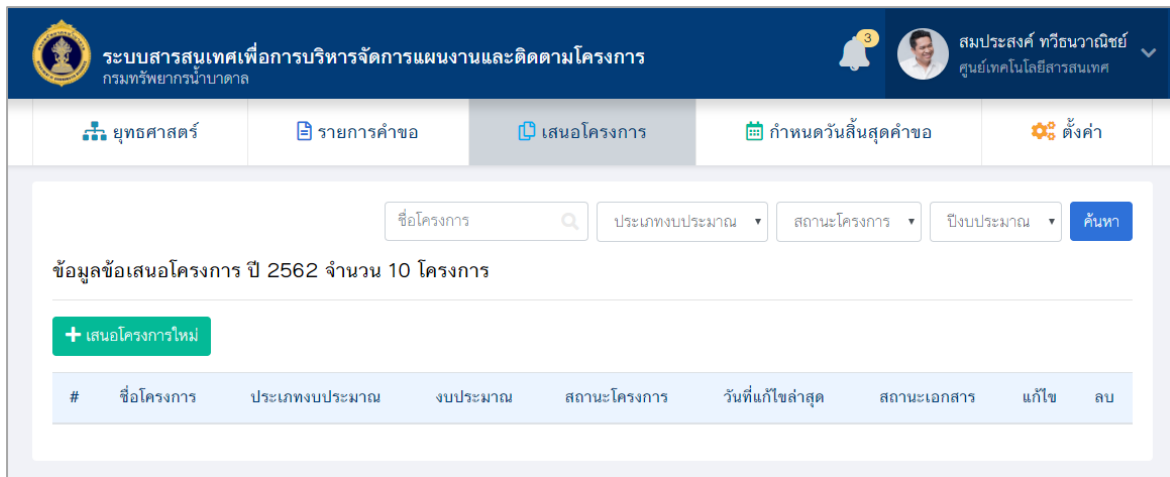 ระบบสารสนเทศเพื่อการบริหารจัดการแผนงานและติดตามโครงการ
กรมทรัพยากรน้ำบาดาล
3
สมประสงค์ ทวีธนวาณิชย์
ศูนย์เทคโนโลยีสารสนเทศ
ยุทธศาสตร์ รายการคำขอ เสนอโครงการ กำหนดวันสิ้นสุดคำขอ ตั้งค่า
ชื่อโครงการ ประเภทงบประมาณ สถานะโครงการ ปีงบประมาณ ค้นหา
ข้อมูลข้อเสนอโครงการ ปี 2562 จำนวน 10 โครงการ
+ เสนอโครงการใหม่
# ชื่อโครงการ ประเภทงบประมาณ งบประมาณ สถานะโครงการ วันที่แก้ไขล่าสุด สถานะเอกสาร แก้ไข ลบ